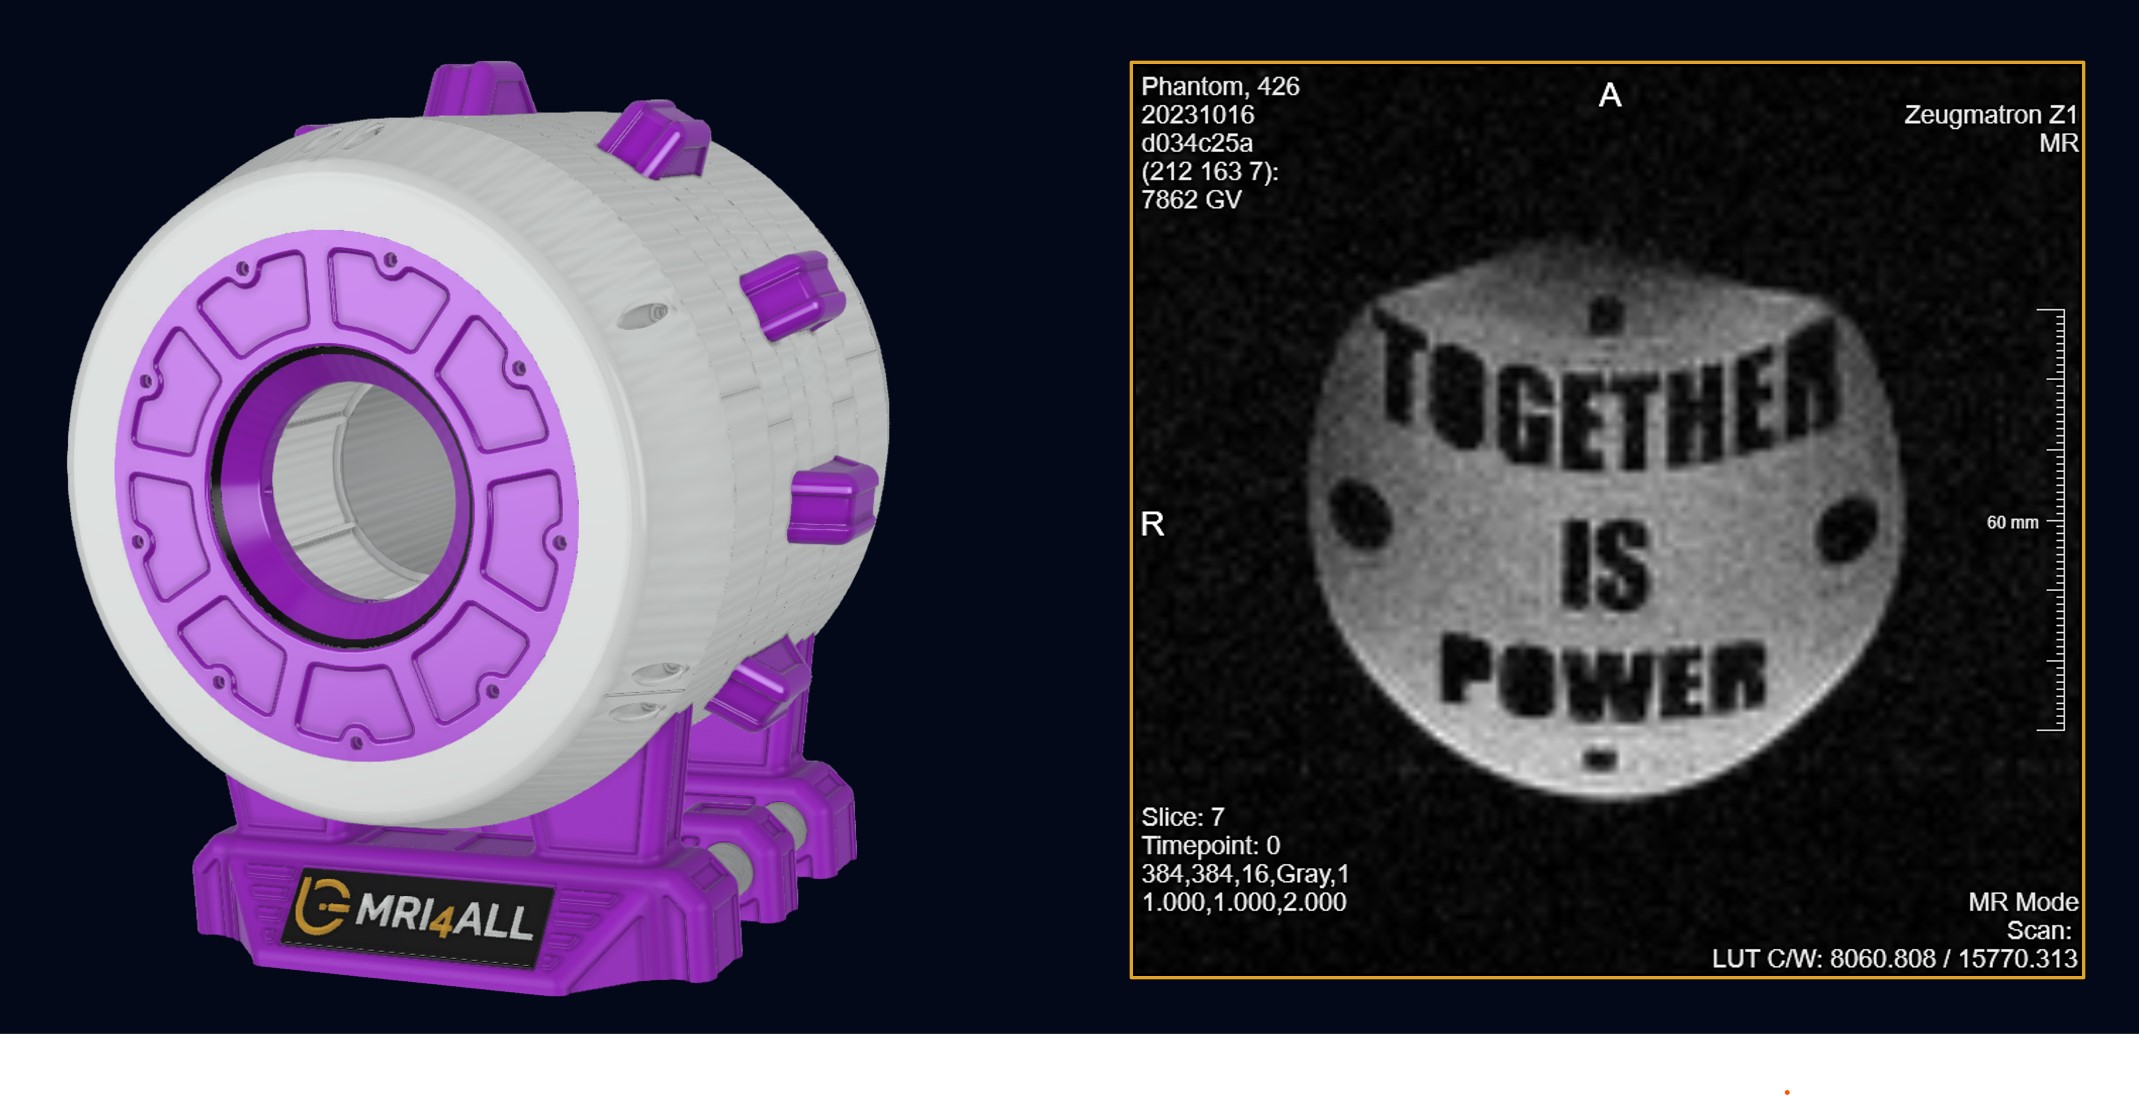 MRI4ALL
Phantom, 426
20231016
d034c25a
(212 163 7):
7862 GV
A
Zeugmatron Z1
MR
R
60 mm
TOGETHER
IS
POWER
Slice: 7
Timepoint: 0
384,384,16,Gray,1
1.000,1.000,2.000
MR Mode
Scan:
LUT C/W: 8060.808 / 15770.313